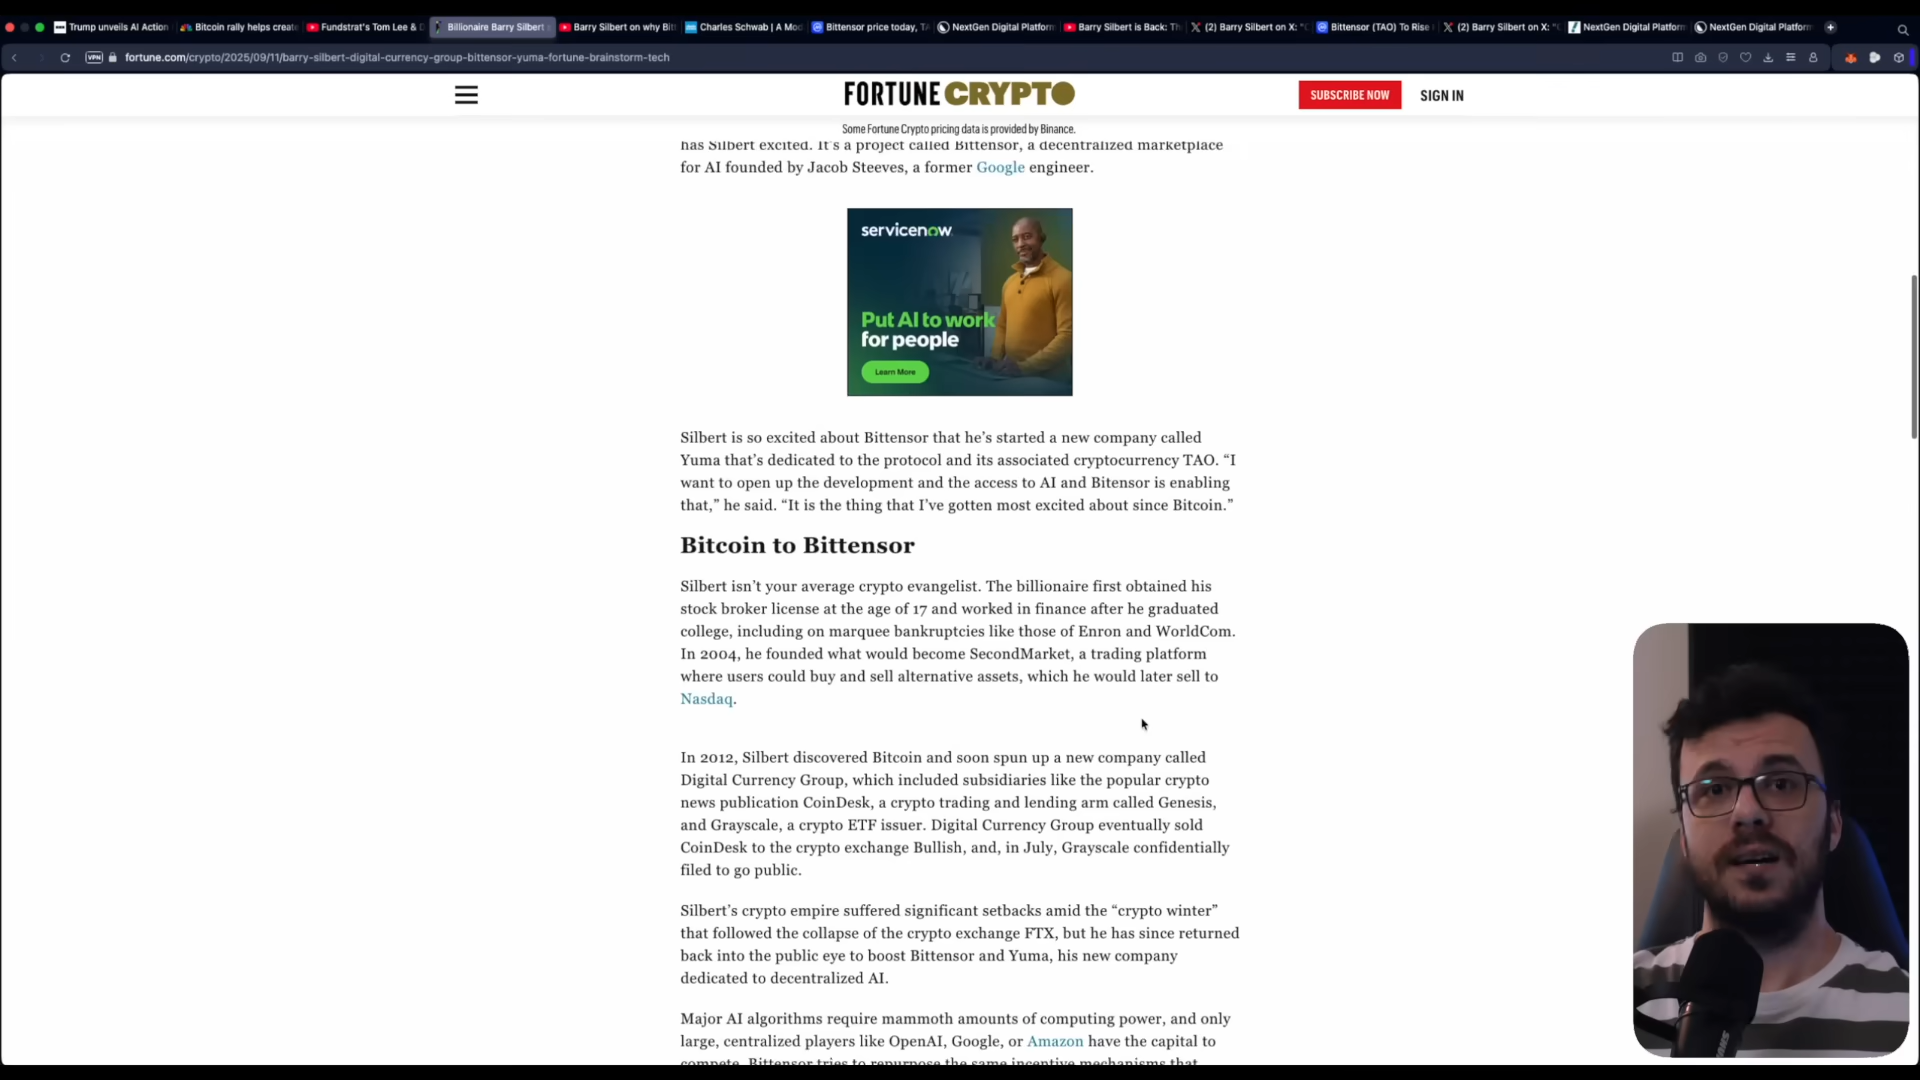 Trump unveils AI Action
Bitcoin rally helps create
Fundstrat's Tom Lee & D
Billionaire Barry Silbert
Barry Silbert on why Bit
Charles Schwab | A Mod
Bittensor price today, TA
NextGen Digital Platform
Barry Silbert is Back: Th
(2) Barry Silbert on X: "C
Bittensor (TAO) To Rise
(2) Barry Silbert on X: "C
NextGen Digital Platform
NextGen Digital Platform
VPN
fortune.com/crypto/2025/09/11/barry-silbert-digital-currency-group-bittensor-yuma-fortune-brainstorm-tech
FORTUNE CRYPTO
SUBSCRIBE NOW
SIGN IN
Some Fortune Crypto pricing data is provided by Binance.
has Silbert excited. It's a project called Bittensor, a decentralized marketplace
for AI founded by Jacob Steeves, a former Google engineer.
servicenow
Put AI to work
for people
Learn More
Silbert is so excited about Bittensor that he's started a new company called
Yuma that's dedicated to the protocol and its associated cryptocurrency TAO. “I
want to open up the development and the access to AI and Bitensor is enabling
that,” he said. “It is the thing that I've gotten most excited about since Bitcoin.”
Bitcoin to Bittensor
Silbert isn't your average crypto evangelist. The billionaire first obtained his
stock broker license at the age of 17 and worked in finance after he graduated
college, including on marquee bankruptcies like those of Enron and WorldCom.
In 2004, he founded what would become SecondMarket, a trading platform
where users could buy and sell alternative assets, which he would later sell to
Nasdaq.
In 2012, Silbert discovered Bitcoin and soon spun up a new company called
Digital Currency Group, which included subsidiaries like the popular crypto
news publication CoinDesk, a crypto trading and lending arm called Genesis,
and Grayscale, a crypto ETF issuer. Digital Currency Group eventually sold
CoinDesk to the crypto exchange Bullish, and, in July, Grayscale confidentially
filed to go public.
Silbert's crypto empire suffered significant setbacks amid the “crypto winter”
that followed the collapse of the crypto exchange FTX, but he has since returned
back into the public eye to boost Bittensor and Yuma, his new company
dedicated to decentralized AI.
Major AI algorithms require mammoth amounts of computing power, and only
large, centralized players like OpenAI, Google, or Amazon have the capital to
compete. Bittensor tries to repurpose the same incentive mechanisms that